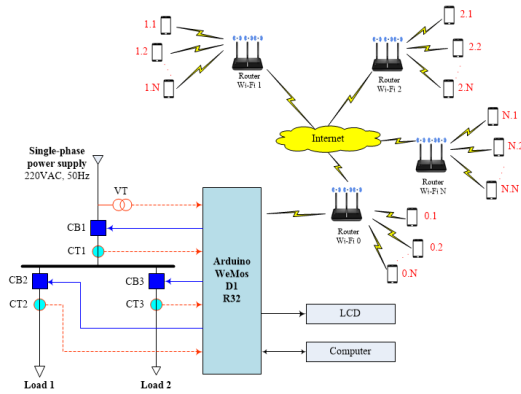 1.1
1.2
1.N
Router
Wi-Fi 1
2.1
2.2
2.N
Router
Wi-Fi 2
Internet
N.1
N.2
N.N
Router
Wi-Fi N
Single-phase
power supply
220VAC, 50Hz
VT
CB1
CT1
CB2
CT2
CB3
CT3
Load 1
Load 2
Arduino
WeMos
D1
R32
Router
Wi-Fi 0
0.1
0.2
0.N
LCD
Computer